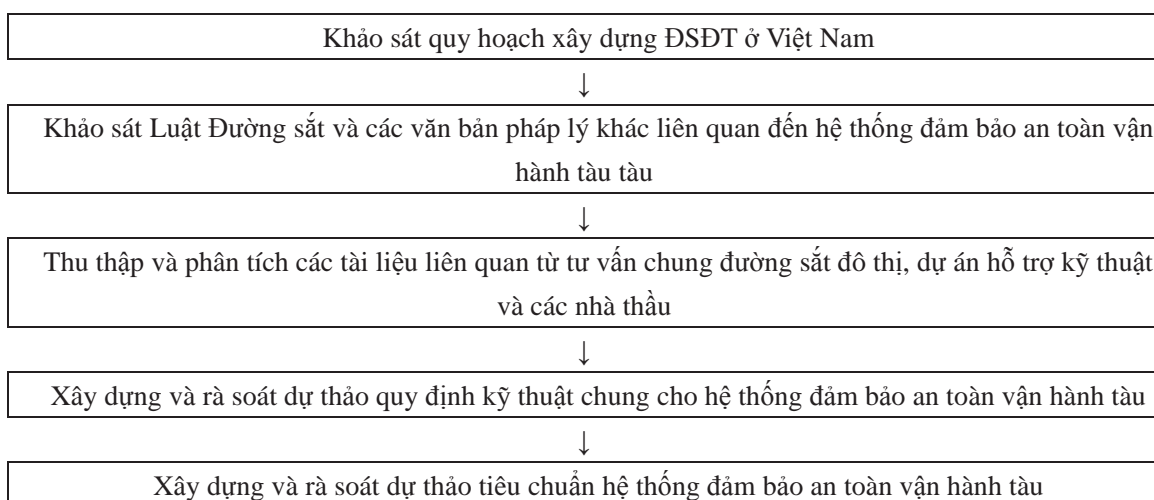 Khảo sát quy hoạch xây dựng ĐSĐT ở Việt Nam
↓
Khảo sát Luật Đường sắt và các văn bản pháp lý khác liên quan đến hệ thống đảm bảo an toàn vận
hành tàu tàu
↓
Thu thập và phân tích các tài liệu liên quan từ tư vấn chung đường sắt đô thị, dự án hỗ trợ kỹ thuật
và các nhà thầu
↓
Xây dựng và rà soát dự thảo quy định kỹ thuật chung cho hệ thống đảm bảo an toàn vận hành tàu
↓
Xây dựng và rà soát dự thảo tiêu chuẩn hệ thống đảm bảo an toàn vận hành tàu